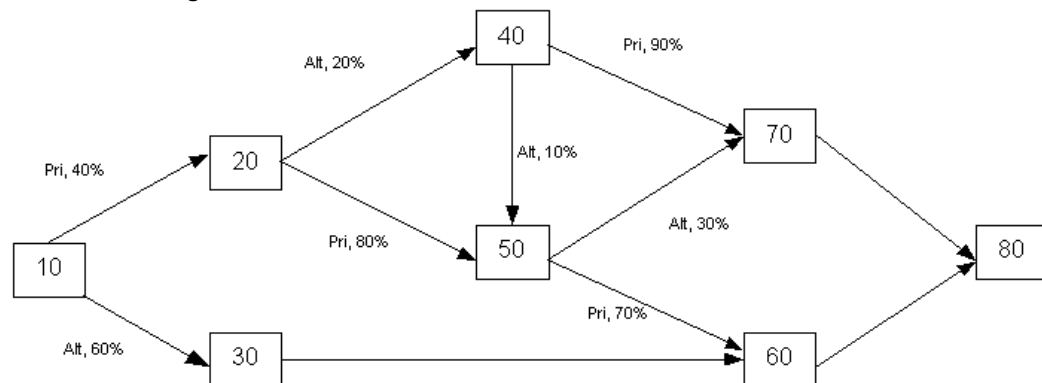 40
Pri, 90%
Alt, 20%
70
20
Alt, 10%
Pri, 40%
Alt, 30%
Pri, 80%
50
80
10
Pri, 70%
Alt, 60%
30
60